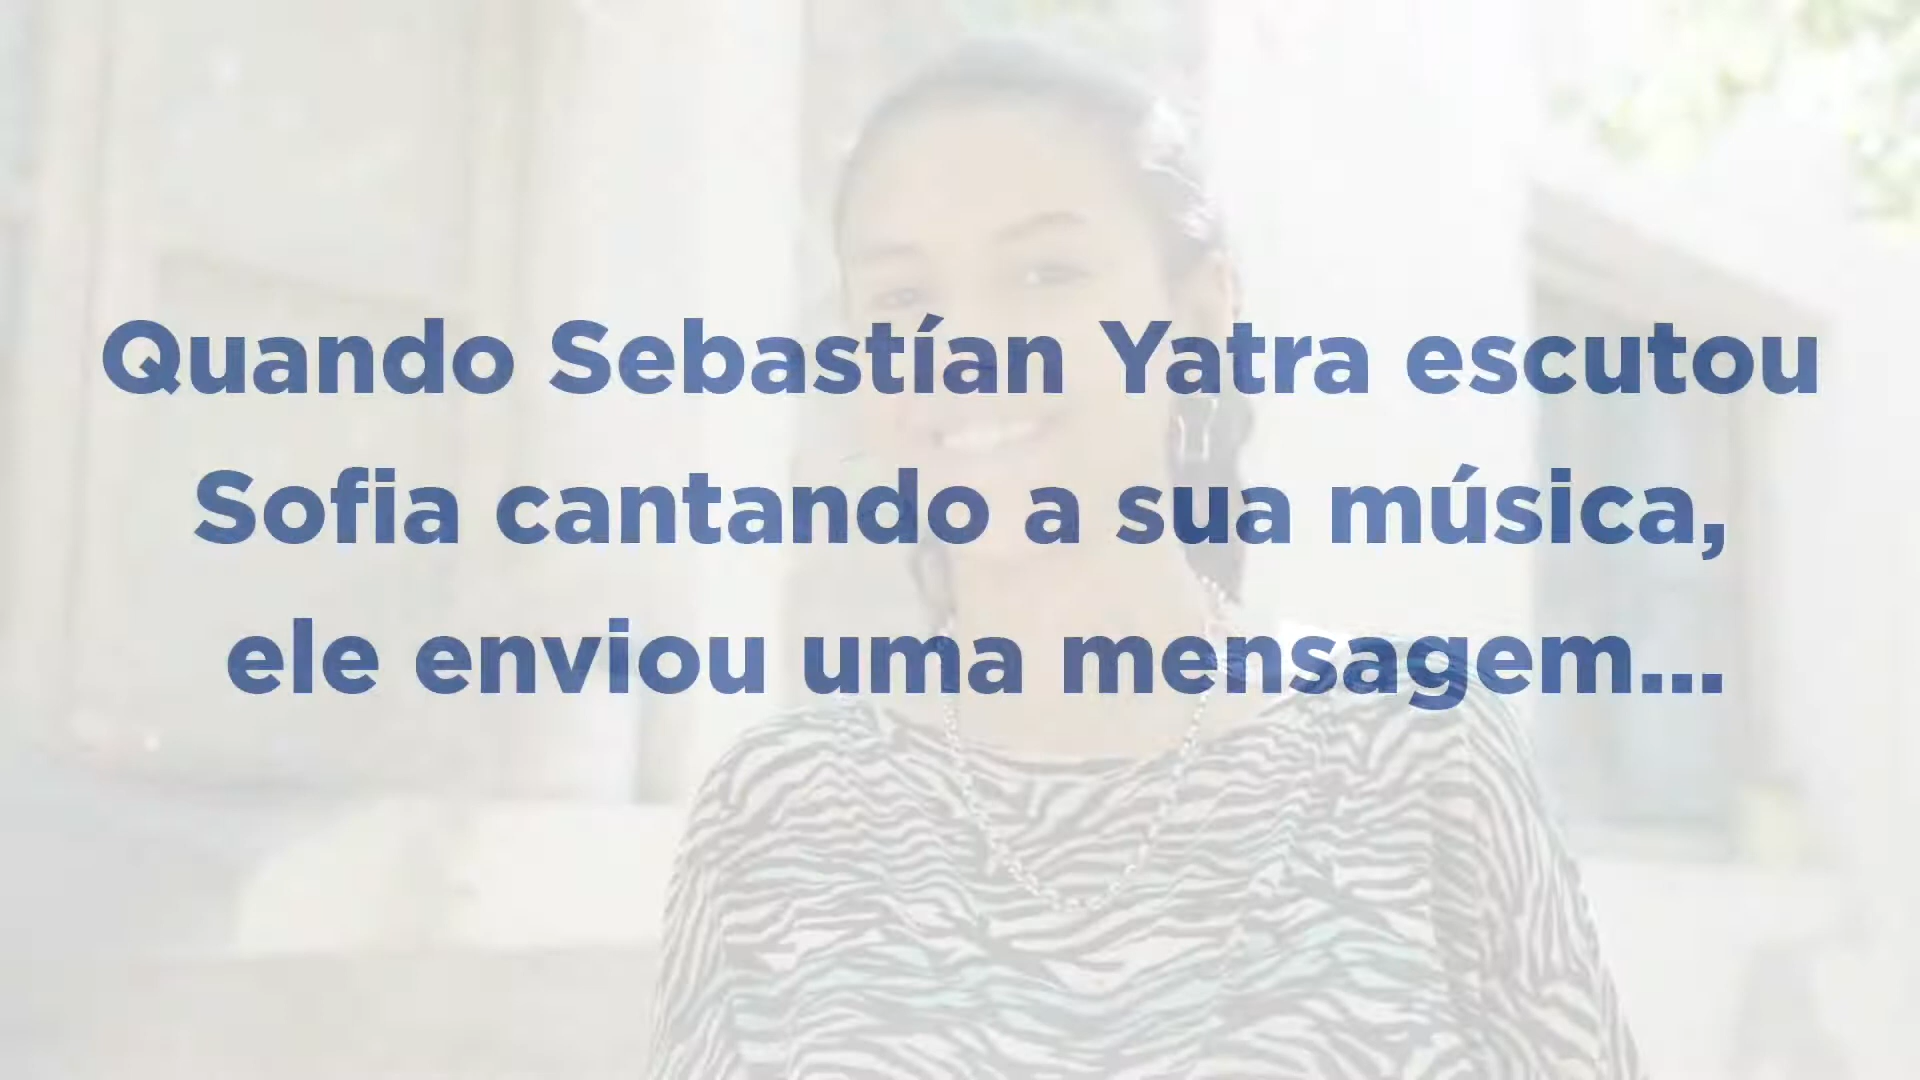 Quando Sebastían Yatra escutou
Sofia cantando a sua música,
ele enviou uma mensagem...